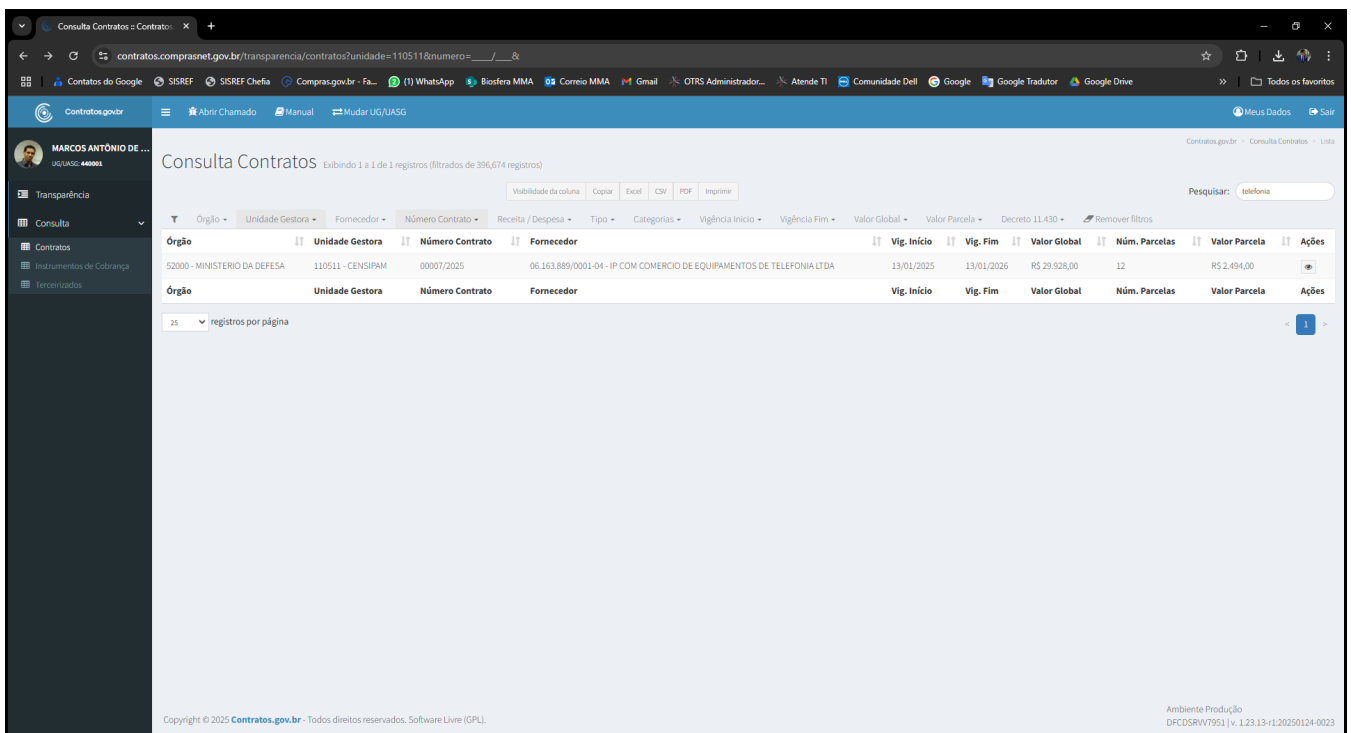 Consulta Contratos :: Contratos.
contratos.comprasnet.gov.br/transparencia/contratos?unidade=110511&numero=____/___&
Contatos do Google SISREF SISREF Chefia Compras.gov.br - Fa... (1) WhatsApp Biosfera MMA Correio MMA Gmail OTRS Administrador... Atende TI Comunidade Dell Google Google Tradutor Google Drive » Todos os favoritos
Contratos.gov.br Abrir Chamado Manual Mudar UG/UASG Meus Dados Sair
MARCOS ANTÔNIO DE ...
UG/UASG: 440001
Contratos.gov.br > Consulta Contratos > Lista
Consulta Contratos Exibindo 1 a 1 de 1 registros (filtrados de 396,674 registros)
Transparência
Visibilidade da coluna Copiar Excel CSV PDF Imprimir
Pesquisar: telefonia
Consulta
Órgão Unidade Gestora Fornecedor Número Contrato Receita / Despesa Tipo Categorias Vigência Inicio Vigência Fim Valor Global Valor Parcela Decreto 11.430 Remover filtros
Contratos
Órgão Unidade Gestora Número Contrato Fornecedor Vig. Início Vig. Fim Valor Global Núm. Parcelas Valor Parcela Ações
Instrumentos de Cobrança
52000 - MINISTERIO DA DEFESA 110511 - CENSIPAM 00007/2025 06.163.889/0001-04 - IP COM COMERCIO DE EQUIPAMENTOS DE TELEFONIA LTDA 13/01/2025 13/01/2026 R$ 29.928,00 12 R$ 2.494,00
Terceirizados
Órgão Unidade Gestora Número Contrato Fornecedor Vig. Início Vig. Fim Valor Global Núm. Parcelas Valor Parcela Ações
25 registros por página
< 1 >
Copyright © 2025 Contratos.gov.br - Todos direitos reservados. Software Livre (GPL).
Ambiente Produção
DFCDSRVV7951 | v. 1.23.13-r1:20250124-0023